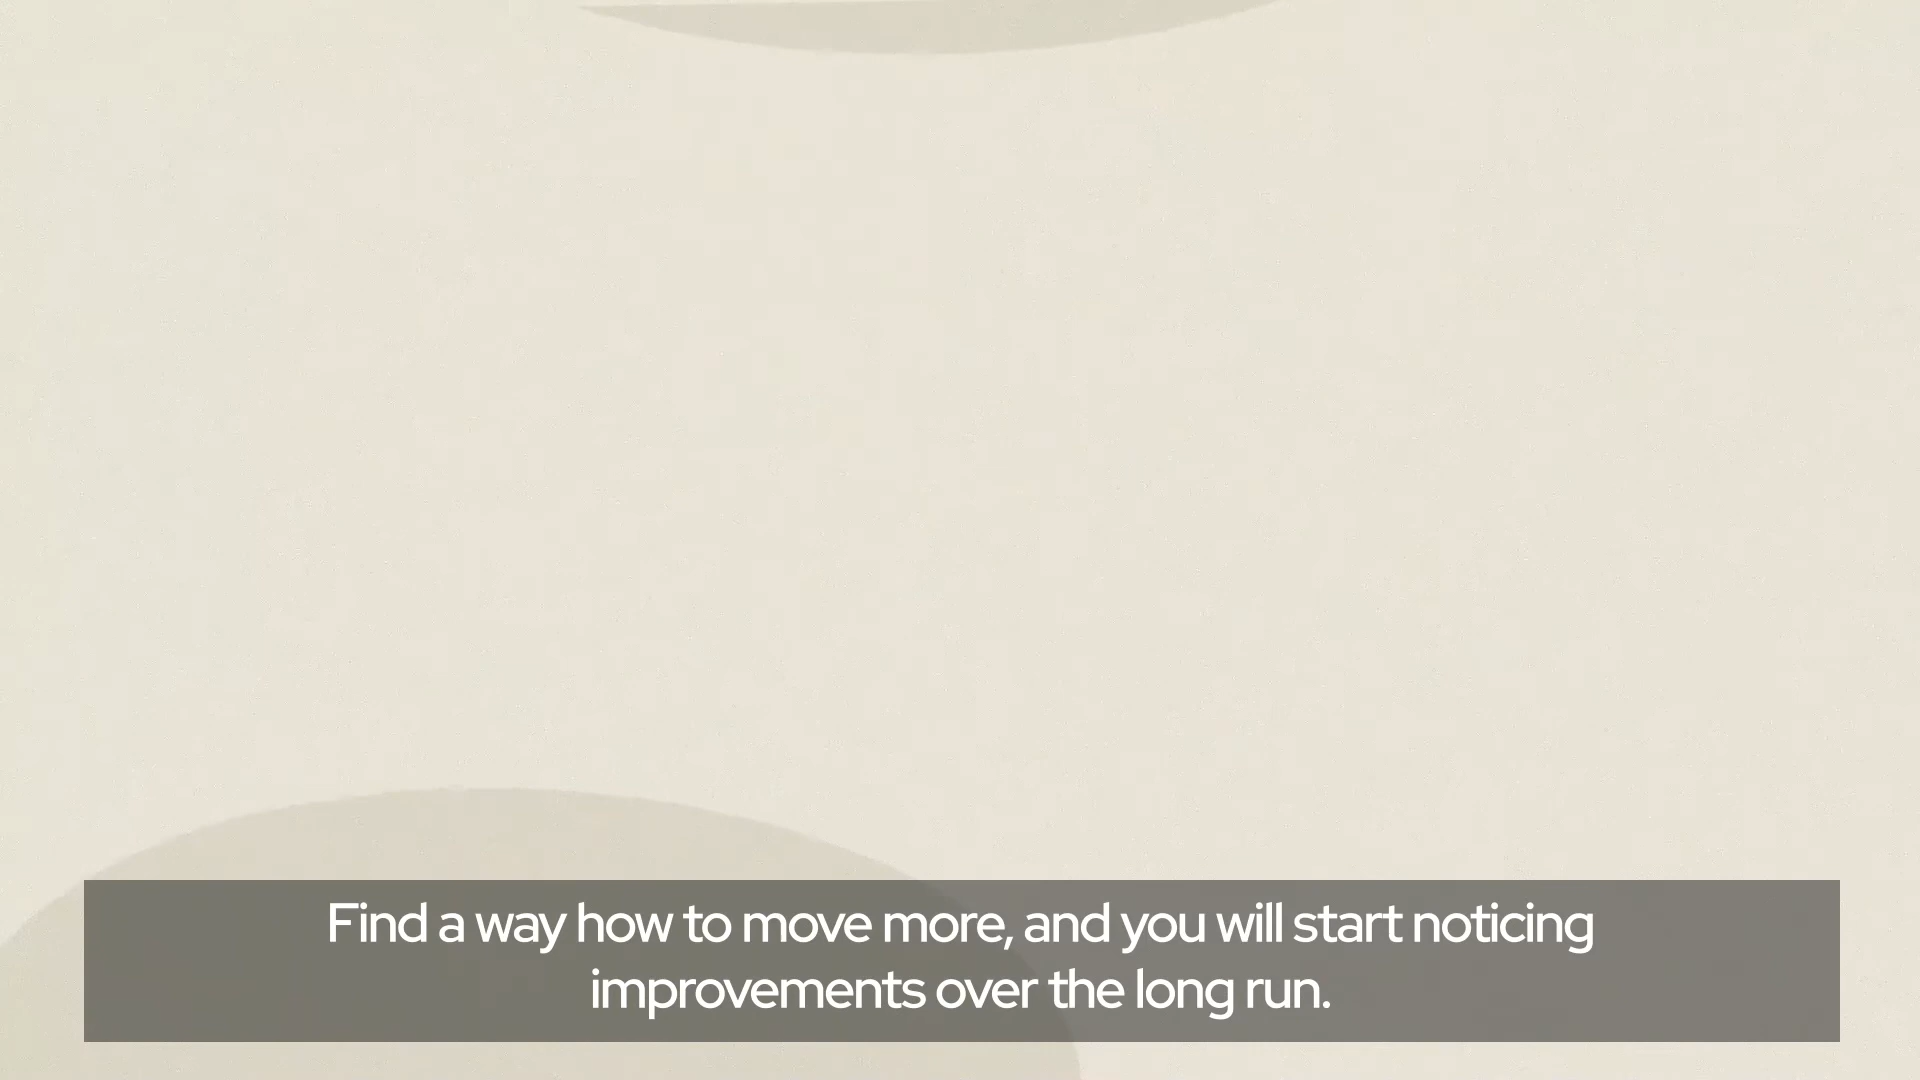 Find a way how to move more, and you will start noticing
improvements over the long run.